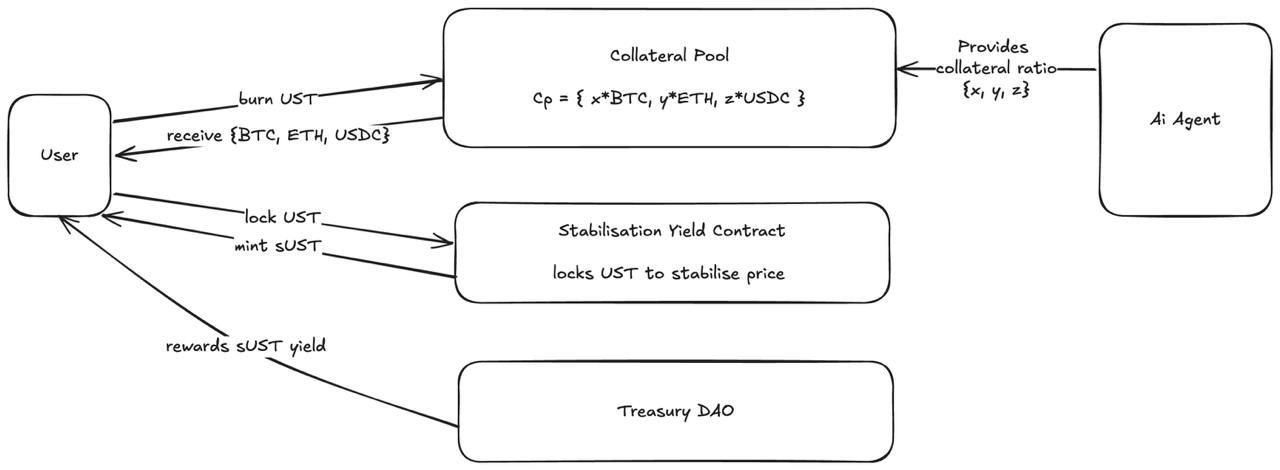 Collateral Pool
Cp = { x*BTC, y*ETH, z*USDC }
Provides
collateral ratio
{x, y, z}
Ai Agent
burn UST
receive {BTC, ETH, USDC}
User
lock UST
mint sUST
Stabilisation Yield Contract
locks UST to stabilise price
rewards sUST yield
Treasury DAO